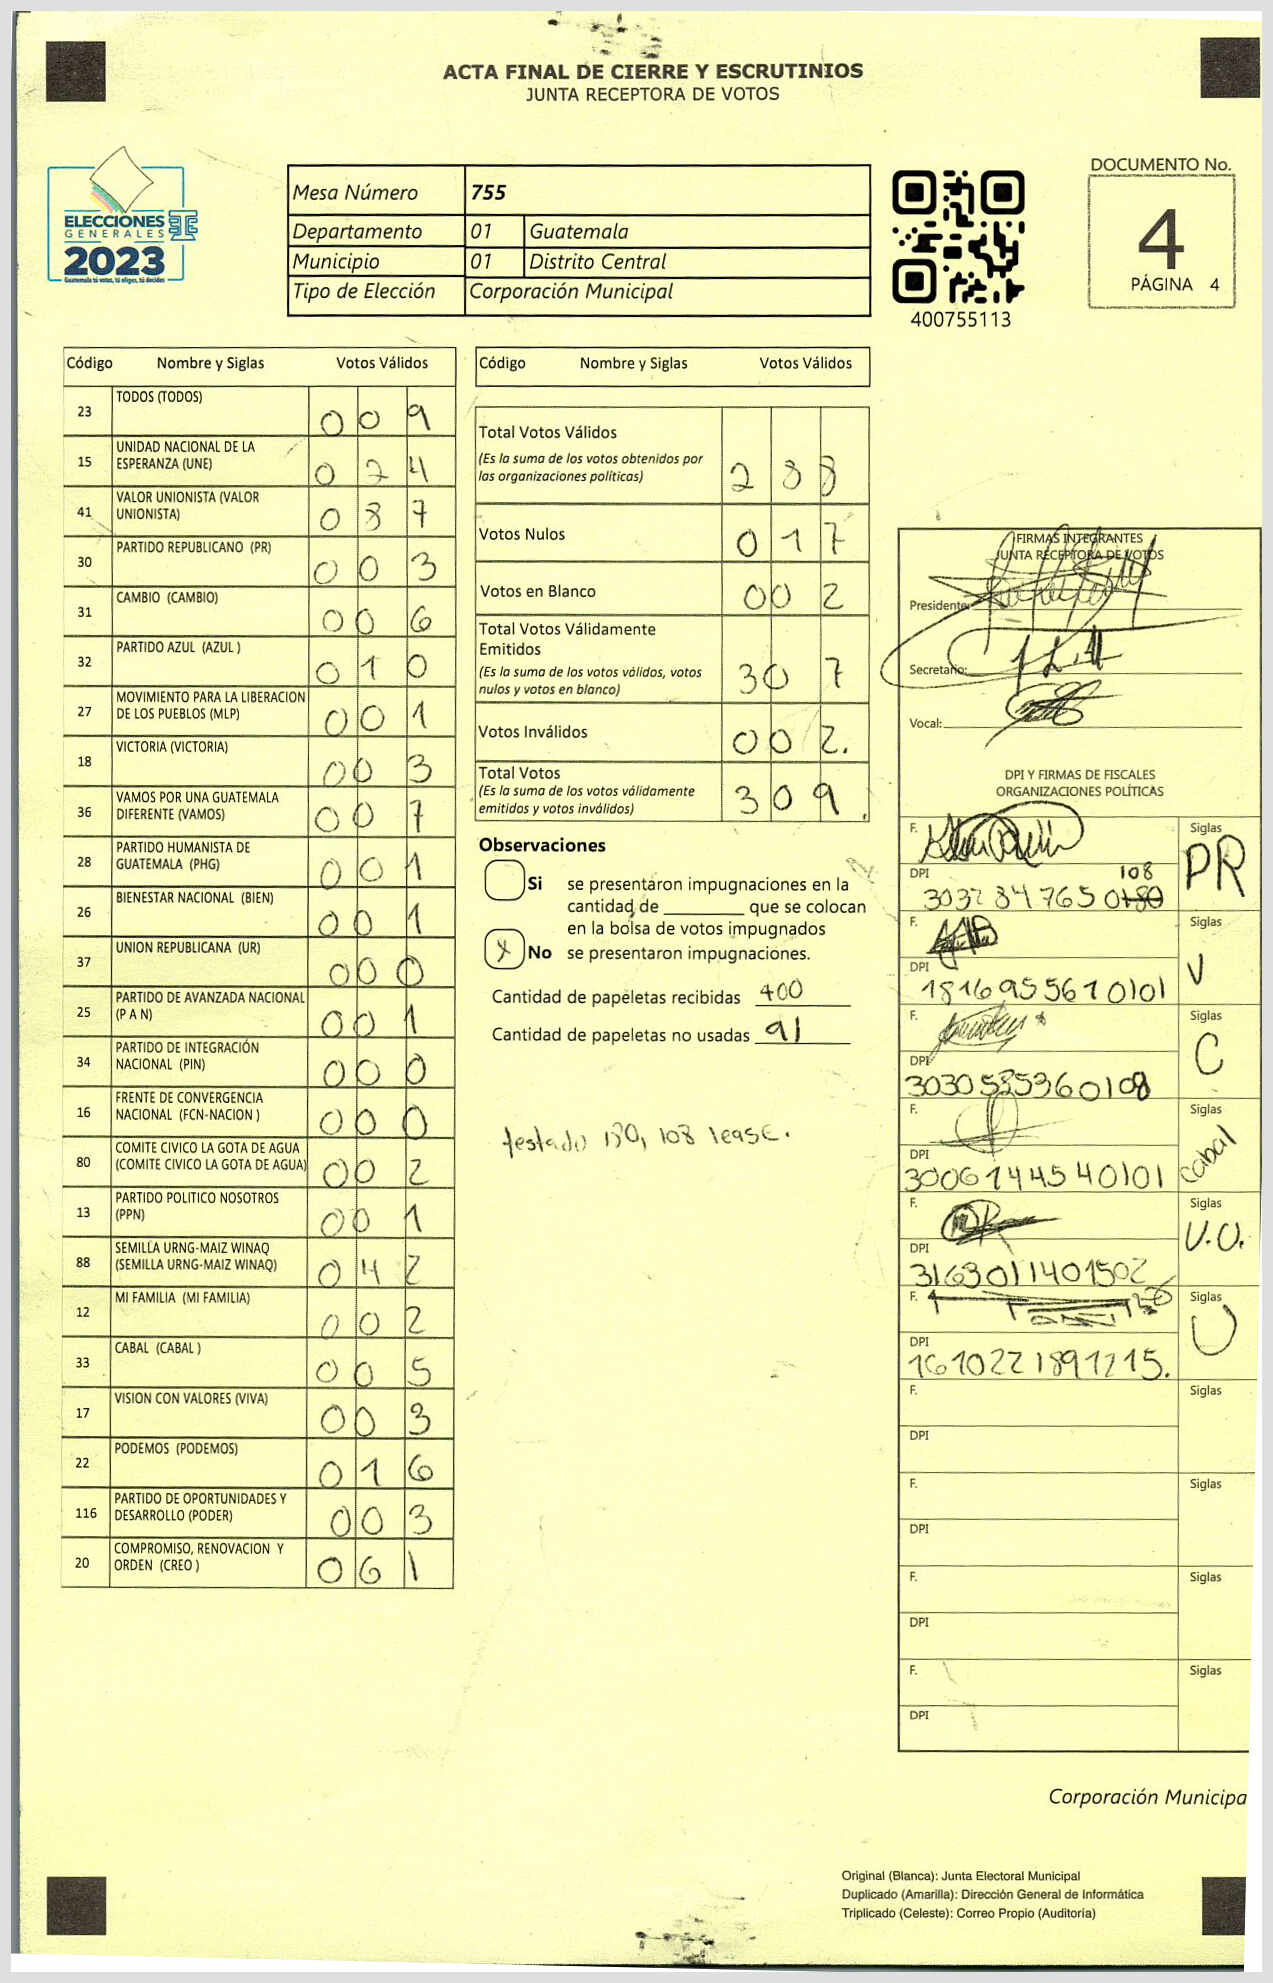 ACTA FINAL DE CIERRE Y ESCRUTINIOS
JUNTA RECEPTORA DE VOTOS
ELECCIONES
GENERALES
2023
Guatemala tú votas, tú eliges, tú decides
Mesa Número 755
Departamento 01 Guatemala
Municipio 01 Distrito Central
Tipo de Elección Corporación Municipal
400755113
DOCUMENTO No.
4
PÁGINA 4
Código Nombre y Siglas Votos Válidos
23 TODOS (TODOS) 0 0 9
15 UNIDAD NACIONAL DE LA
ESPERANZA (UNE) 0 2 4
41 VALOR UNIONISTA (VALOR
UNIONISTA) 0 8 7
30 PARTIDO REPUBLICANO (PR) 0 0 3
31 CAMBIO (CAMBIO) 0 0 6
32 PARTIDO AZUL (AZUL ) 0 1 0
27 MOVIMIENTO PARA LA LIBERACION
DE LOS PUEBLOS (MLP) 0 0 1
18 VICTORIA (VICTORIA) 0 0 3
36 VAMOS POR UNA GUATEMALA
DIFERENTE (VAMOS) 0 0 7
28 PARTIDO HUMANISTA DE
GUATEMALA (PHG) 0 0 1
26 BIENESTAR NACIONAL (BIEN) 0 0 1
37 UNION REPUBLICANA (UR) 0 0 0
25 PARTIDO DE AVANZADA NACIONAL
(P A N) 0 0 1
34 PARTIDO DE INTEGRACIÓN
NACIONAL (PIN) 0 0 0
16 FRENTE DE CONVERGENCIA
NACIONAL (FCN-NACION ) 0 0 0
80 COMITE CIVICO LA GOTA DE AGUA
(COMITE CIVICO LA GOTA DE AGUA) 0 0 2
13 PARTIDO POLITICO NOSOTROS
(PPN) 0 0 1
88 SEMILLA URNG-MAIZ WINAQ
(SEMILLA URNG-MAIZ WINAQ) 0 4 2
12 MI FAMILIA (MI FAMILIA) 0 0 2
33 CABAL (CABAL ) 0 0 5
17 VISION CON VALORES (VIVA) 0 0 3
22 PODEMOS (PODEMOS) 0 1 6
116 PARTIDO DE OPORTUNIDADES Y
DESARROLLO (PODER) 0 0 3
20 COMPROMISO, RENOVACION Y
ORDEN (CREO ) 0 6 1
Código Nombre y Siglas Votos Válidos
Total Votos Válidos
(Es la suma de los votos obtenidos por
las organizaciones políticas) 2 8 8
Votos Nulos 0 1 7
Votos en Blanco 0 0 2
Total Votos Válidamente
Emitidos
(Es la suma de los votos válidos, votos
nulos y votos en blanco) 3 0 7
Votos Inválidos 0 0 2.
Total Votos
(Es la suma de los votos válidamente
emitidos y votos inválidos) 3 0 9.
Observaciones
Si se presentaron impugnaciones en la
cantidad de ________ que se colocan
en la bolsa de votos impugnados
X No se presentaron impugnaciones.
Cantidad de papeletas recibidas 400
Cantidad de papeletas no usadas 91
testado 180, 108 lease.
FIRMAS INTEGRANTES
JUNTA RECEPTORA DE VOTOS
Presidente:
Secretario:
Vocal:
DPI Y FIRMAS DE FISCALES
ORGANIZACIONES POLÍTICAS
F. Siglas
PR
108
DPI 3032 84765 0180
F. Siglas
V
DPI 1816955610101
F. Siglas
C
DPI 3030535360108
F. Siglas
cabal
DPI 3006144540101
F. Siglas
V.U.
DPI 3163011401502
F. Siglas
U
DPI 1610221891215.
F. Siglas
DPI
F. Siglas
DPI
F. Siglas
DPI
F. Siglas
DPI
Corporación Municipa
Original (Blanca): Junta Electoral Municipal
Duplicado (Amarilla): Dirección General de Informática
Triplicado (Celeste): Correo Propio (Auditoría)